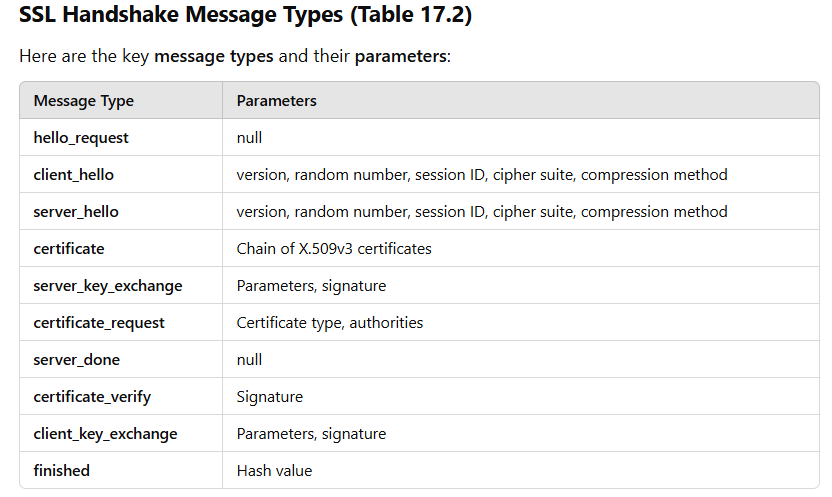 SSL Handshake Message Types (Table 17.2)
Here are the key message types and their parameters:
Message Type Parameters
hello_request null
client_hello version, random number, session ID, cipher suite, compression method
server_hello version, random number, session ID, cipher suite, compression method
certificate Chain of X.509v3 certificates
server_key_exchange Parameters, signature
certificate_request Certificate type, authorities
server_done null
certificate_verify Signature
client_key_exchange Parameters, signature
finished Hash value